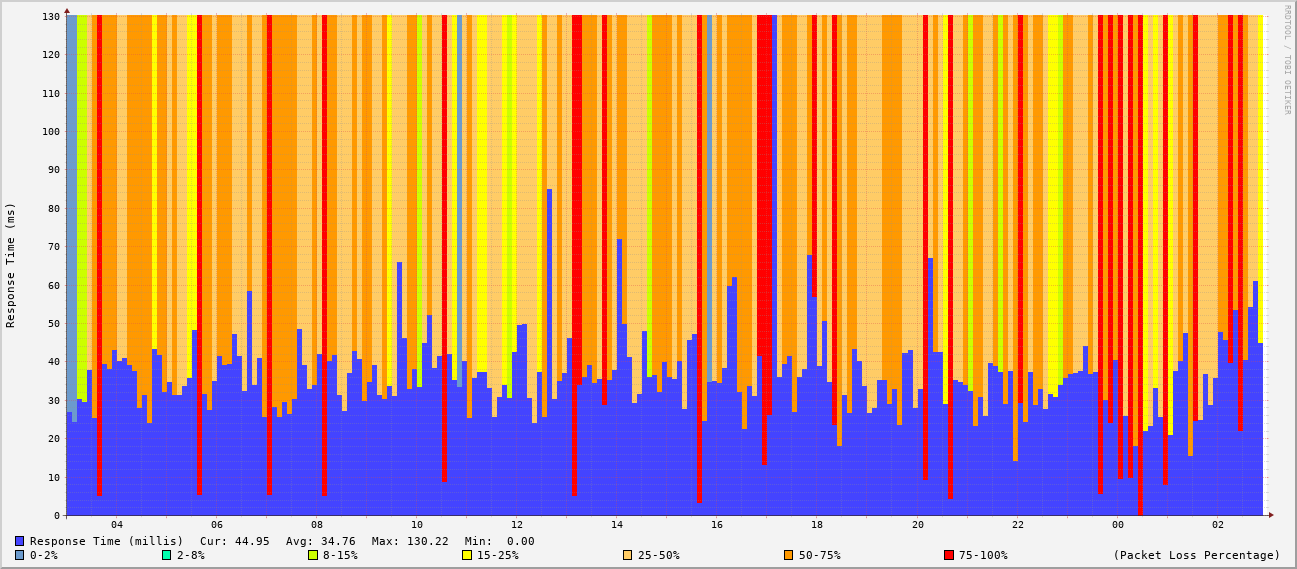 RRDTOOL / TOBI OETIKER
Response Time (ms)
130
120
110
100
90
80
70
60
50
40
30
20
10
0
04 06 08 10 12 14 16 18 20 22 00 02
Response Time (millis) Cur: 44.95 Avg: 34.76 Max: 130.22 Min: 0.00
0-2% 2-8% 8-15% 15-25% 25-50% 50-75% 75-100% (Packet Loss Percentage)